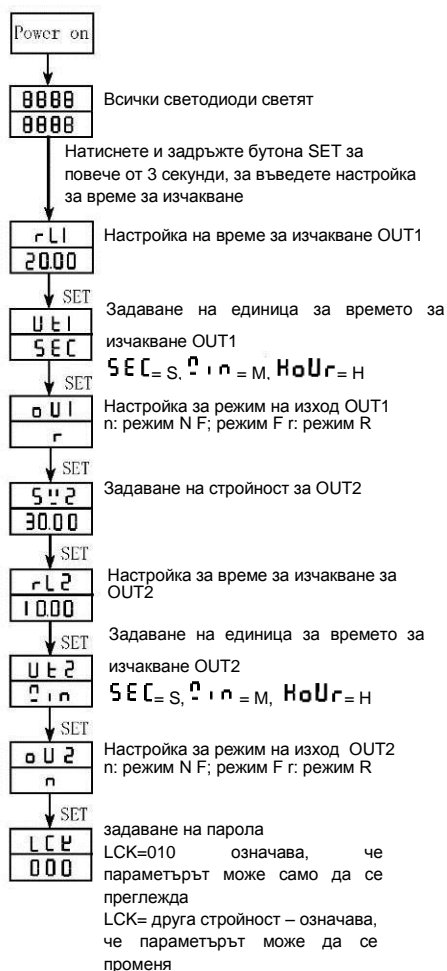 Power on
8888
8888
Всички светодиоди светят
Натиснете и задръжте бутона SET за
повече от 3 секунди, за въведете настройка
за време за изчакване
rL1
20.00
Настройка на време за изчакване OUT1
SET
Ut1
SEC
Задаване на единица за времето за
изчакване OUT1
SEC= S, min = M, HoUr= H
SET
oU1
r
Настройка за режим на изход OUT1
n: режим N F; режим F r: режим R
SET
30.00
Задаване на стройност за OUT2
SET
rL2
10.00
Настройка за време за изчакване за
OUT2
SET
Ut2
min
Задаване на единица за времето за
изчакване OUT2
SEC= S, min = M, HoUr= H
SET
oU2
n
Настройка за режим на изход OUT2
n: режим N F; режим F r: режим R
SET
LCK
000
задаване на парола
LCK=010 означава, че
параметърът може само да се
преглежда
LCK= друга стройност – означава,
че параметърът може да се
променя